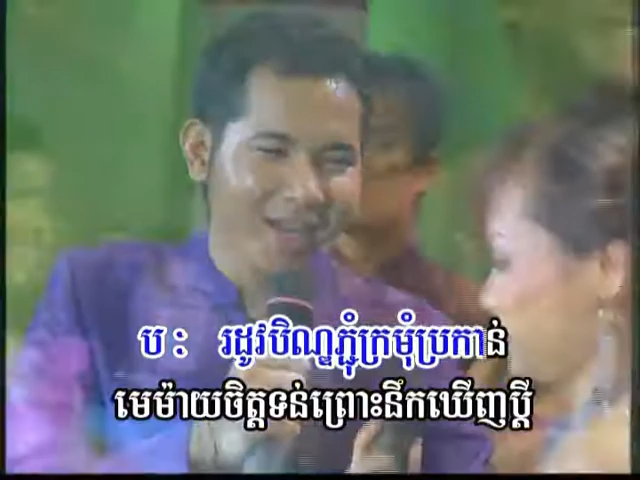 ប ៖ រដូវបិណ្ឌភ្ជុំក្រមុំប្រកាន់
មេម៉ាយចិត្តទន់ព្រោះនឹកឃើញប្ដី